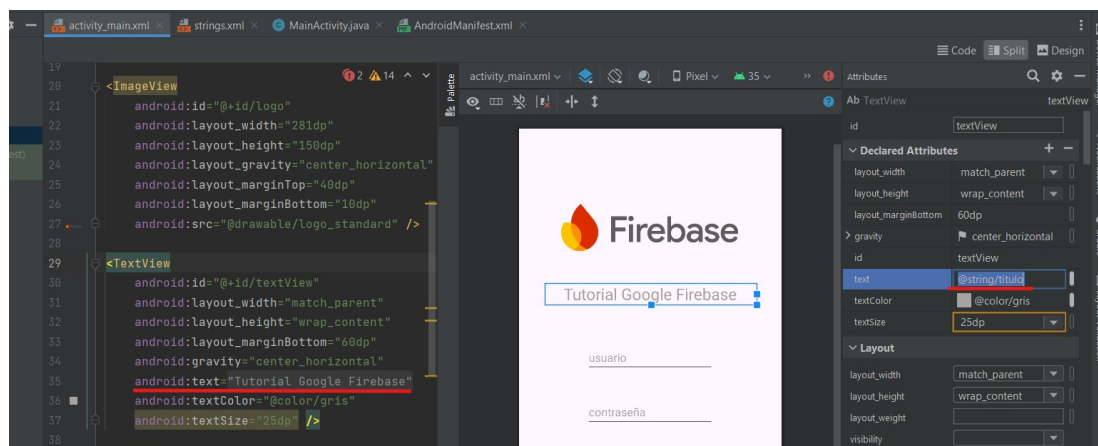 activity_main.xml strings.xml MainActivity.java AndroidManifest.xml
Code Split Design
19
20 <ImageView
21 android:id="@+id/logo"
22 android:layout_width="281dp"
23 android:layout_height="150dp"
24 android:layout_gravity="center_horizontal"
25 android:layout_marginTop="40dp"
26 android:layout_marginBottom="10dp"
27 android:src="@drawable/logo_standard" />
28
29 <TextView
30 android:id="@+id/textView"
31 android:layout_width="match_parent"
32 android:layout_height="wrap_content"
33 android:layout_marginBottom="60dp"
34 android:gravity="center_horizontal"
35 android:text="Tutorial Google Firebase"
36 android:textColor="@color/gris"
37 android:textSize="25dp" />
38
2 14
Palette
activity_main.xml Pixel 35
Firebase
Tutorial Google Firebase
usuario
contraseña
Attributes
Ab TextView textView
id textView
Declared Attributes
layout_width match_parent
layout_height wrap_content
layout_marginBottom 60dp
gravity center_horizontal
id textView
text @string/titulo
textColor @color/gris
textSize 25dp
Layout
layout_width match_parent
layout_height wrap_content
layout_weight
visibility